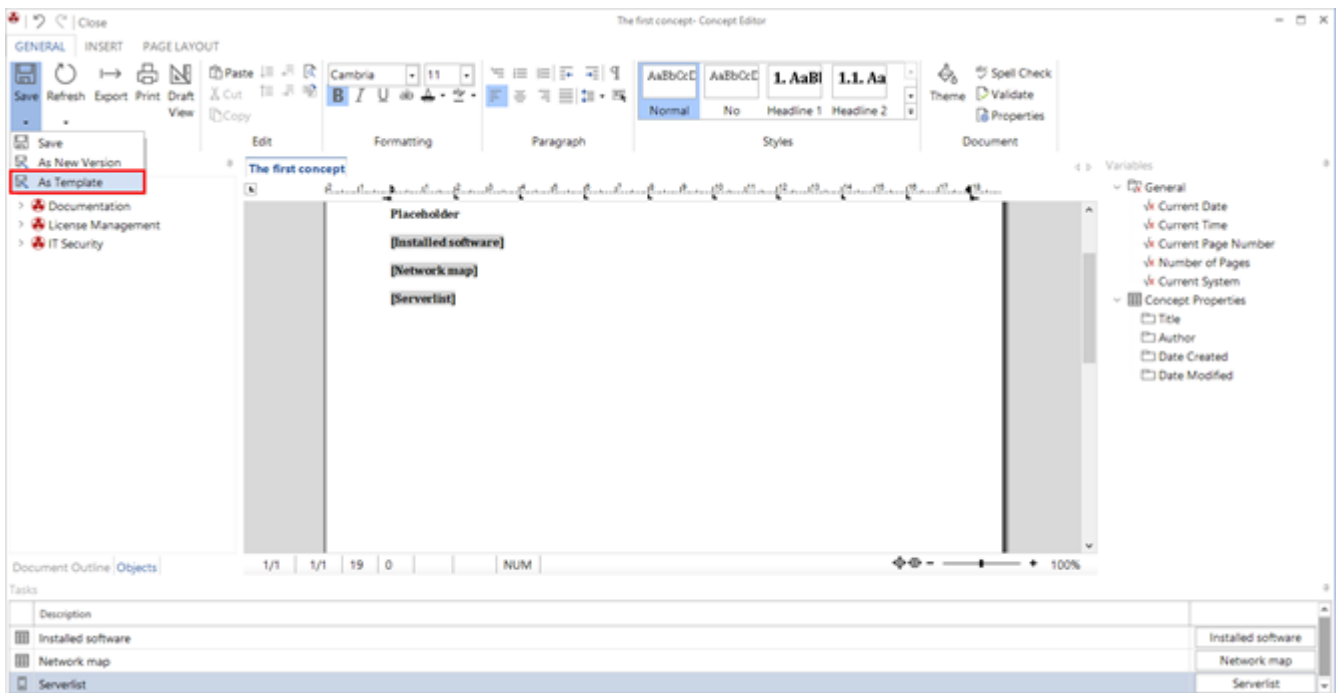 Close
The first concept- Concept Editor
GENERAL INSERT PAGE LAYOUT
Save Refresh Export Print Draft View
Paste
Cut
Copy
Cambria 11
B I U ab A
AaBbCcD AaBbCcD 1. AaBl 1.1. Aa
Normal No Headline 1 Headline 2
Theme
Spell Check
Validate
Properties
Edit Formatting Paragraph Styles Document
Save
As New Version
As Template
Documentation
License Management
IT Security
The first concept
Placeholder
[Installed software]
[Network map]
[Serverlist]
Variables
General
Current Date
Current Time
Current Page Number
Number of Pages
Current System
Concept Properties
Title
Author
Date Created
Date Modified
Document Outline Objects
1/1 1/1 19 0 NUM 100%
Tasks
Description
Installed software Installed software
Network map Network map
Serverlist Serverlist